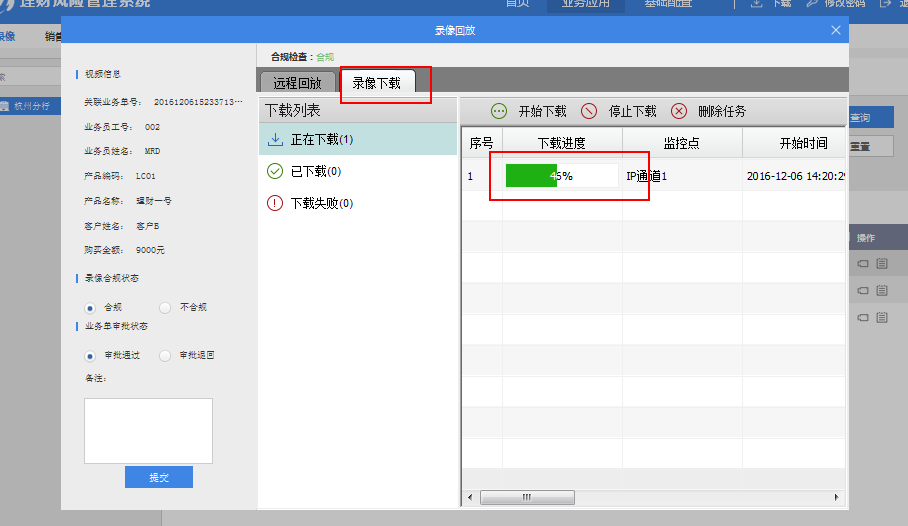 理财风险管理系统
首页 业务应用 基础配置 下载 修改密码
录像
杭州分行
录像回放
视频信息
关联业务单号： 2016120615233713···
业务员工号： 002
业务员姓名： MRD
产品编码： LC01
产品名称： 理财一号
客户姓名： 客户B
购买金额： 9000元
录像合规状态
合规 不合规
业务单审批状态
审批通过 审批退回
备注：
提交
合规检查：合规
远程回放 录像下载
下载列表
正在下载(1)
已下载(0)
下载失败(0)
开始下载 停止下载 删除任务
序号 下载进度 监控点 开始时间
1 46% IP通道1 2016-12-06 14:20:29
查询
重置
操作